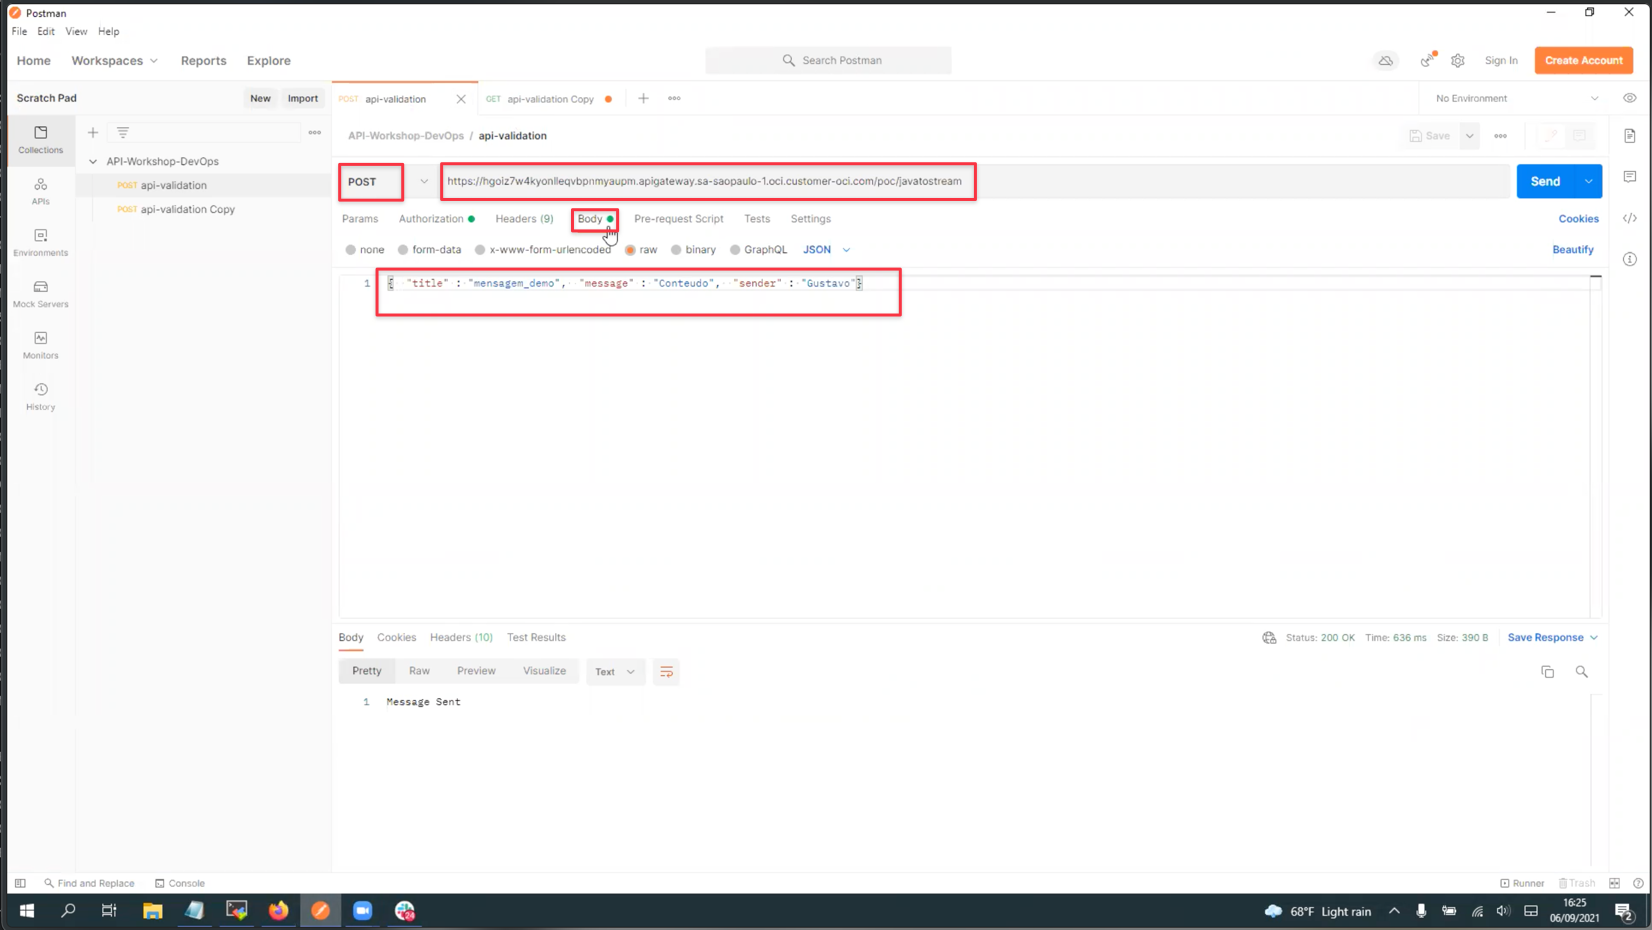 Postman
File Edit View Help
Home Workspaces Reports Explore
Search Postman
Sign In
Create Account
Scratch Pad
New Import
POST api-validation
GET api-validation Copy
No Environment
Collections
APIs
Environments
Mock Servers
Monitors
History
API-Workshop-DevOps
POST api-validation
POST api-validation Copy
API-Workshop-DevOps / api-validation
Save
POST
apigateway.sa-saopaulo-1.oci.customer-oci.com/poc/javatostream
Send
Params Authorization Headers (9) Body Pre-request Script Tests Settings
Cookies
none form-data x-www-form-urlencoded raw binary GraphQL JSON
Beautify
1 { "title" : "mensagem_demo", "message" : "Conteudo", "sender" : "Gustavo"}
Body Cookies Headers (10) Test Results
Status: 200 OK Time: 636 ms Size: 390 B
Save Response
Pretty Raw Preview Visualize Text
1 Message Sent
Find and Replace Console
Runner Trash
24
68°F Light rain
16:25
06/09/2021
2